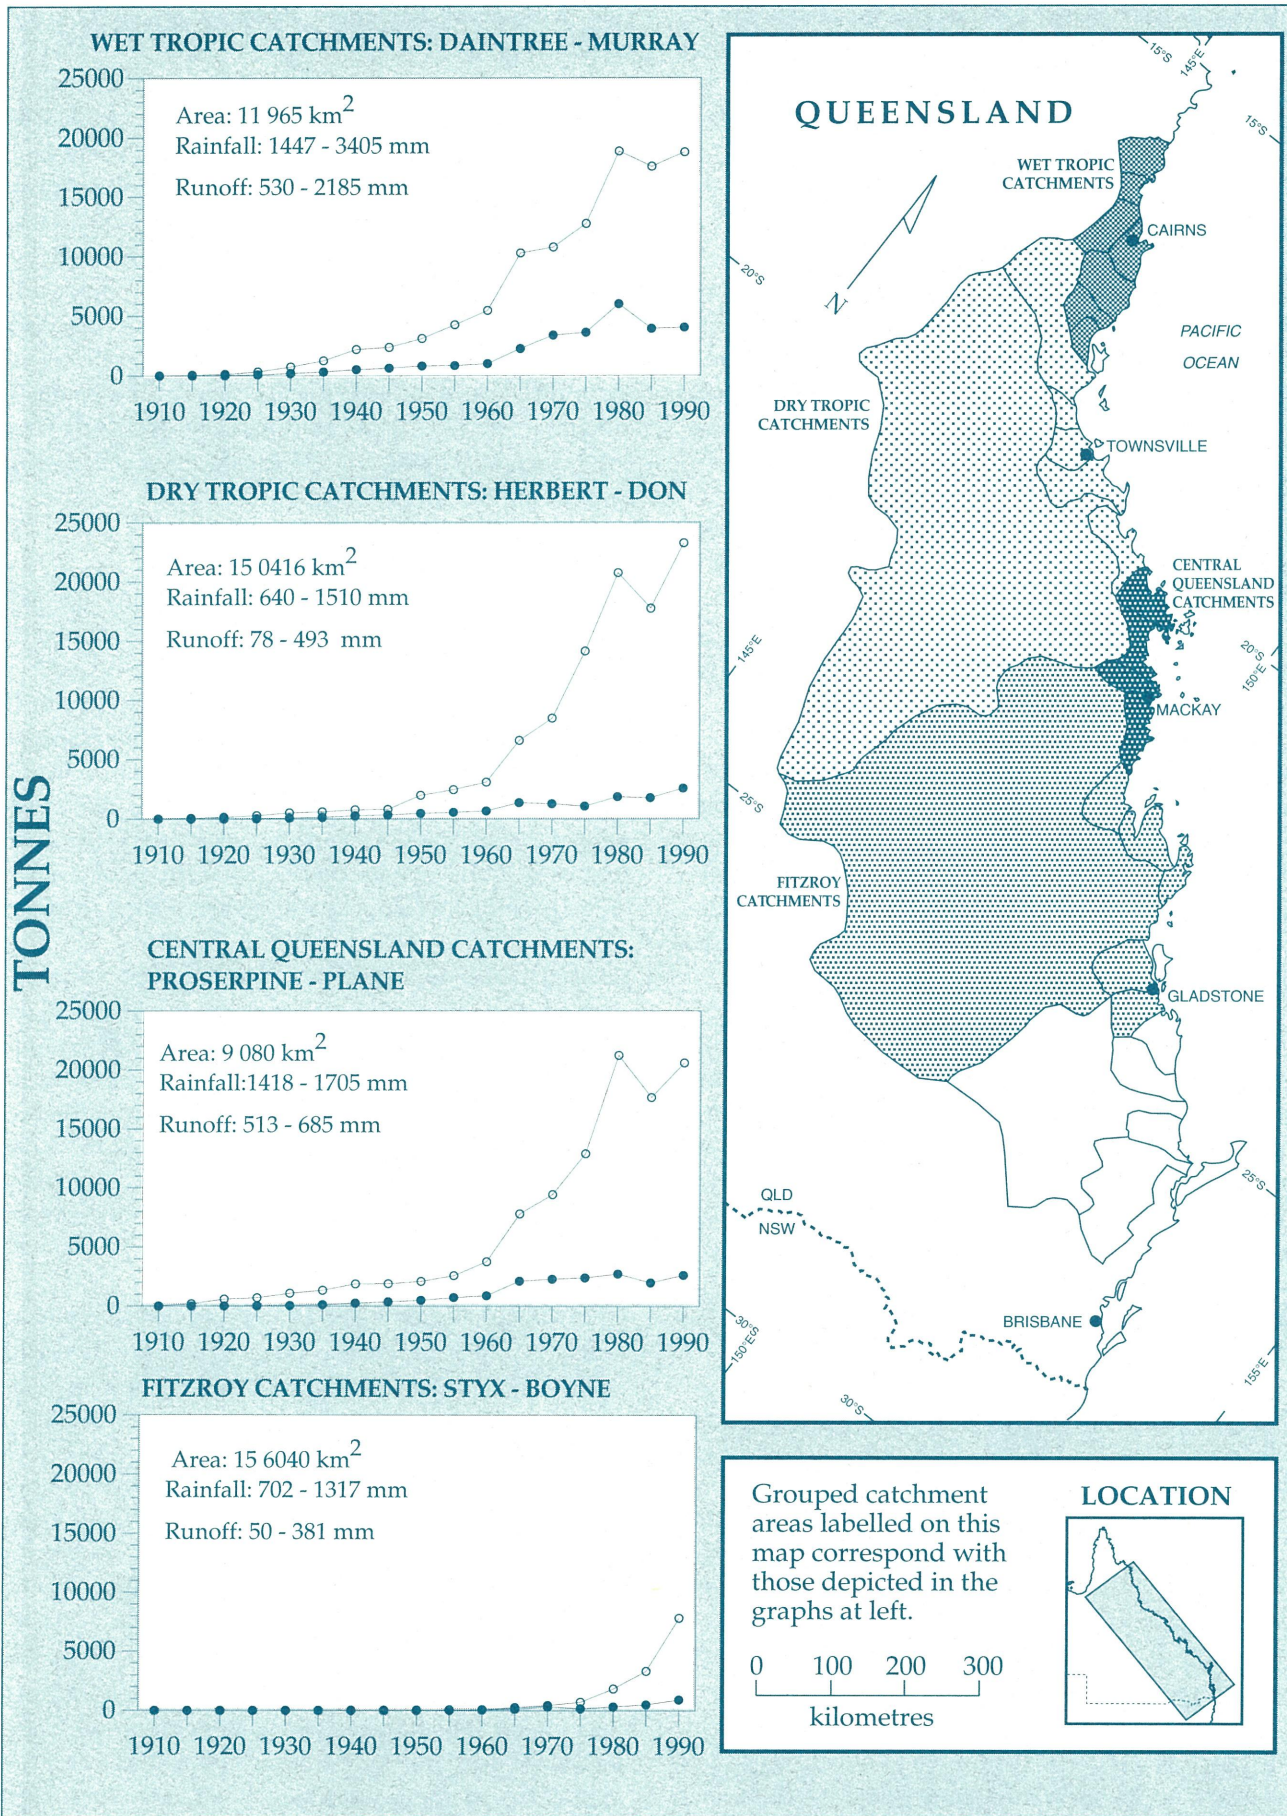 TONNES
WET TROPIC CATCHMENTS: DAINTREE - MURRAY
25000
20000
15000
10000
5000
0
Area: 11 965 km2
Rainfall: 1447 - 3405 mm
Runoff: 530 - 2185 mm
1910 1920 1930 1940 1950 1960 1970 1980 1990
DRY TROPIC CATCHMENTS: HERBERT - DON
25000
20000
15000
10000
5000
0
Area: 15 0416 km2
Rainfall: 640 - 1510 mm
Runoff: 78 - 493 mm
1910 1920 1930 1940 1950 1960 1970 1980 1990
CENTRAL QUEENSLAND CATCHMENTS:
PROSERPINE - PLANE
25000
20000
15000
10000
5000
0
Area: 9 080 km2
Rainfall:1418 - 1705 mm
Runoff: 513 - 685 mm
1910 1920 1930 1940 1950 1960 1970 1980 1990
FITZROY CATCHMENTS: STYX - BOYNE
25000
20000
15000
10000
5000
0
Area: 15 6040 km2
Rainfall: 702 - 1317 mm
Runoff: 50 - 381 mm
1910 1920 1930 1940 1950 1960 1970 1980 1990
15°S
145°E
QUEENSLAND
15°S
WET TROPIC
CATCHMENTS
CAIRNS
20°S
N
PACIFIC
OCEAN
DRY TROPIC
CATCHMENTS
TOWNSVILLE
CENTRAL
QUEENSLAND
CATCHMENTS
145°E
20°S
150°E
MACKAY
25°S
FITZROY
CATCHMENTS
GLADSTONE
25°S
QLD
NSW
BRISBANE
30°S
150°E
155°E
30°S
Grouped catchment
areas labelled on this
map correspond with
those depicted in the
graphs at left.
0 100 200 300
kilometres
LOCATION